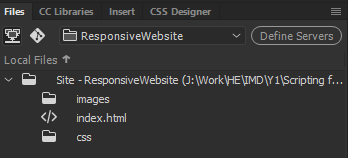 Files CC Libraries Insert CSS Designer
ResponsiveWebsite Define Servers
Local Files ↑
Site - ResponsiveWebsite (J:\Work\HE\IMD\Y1\Scripting f...
images
</> index.html
css